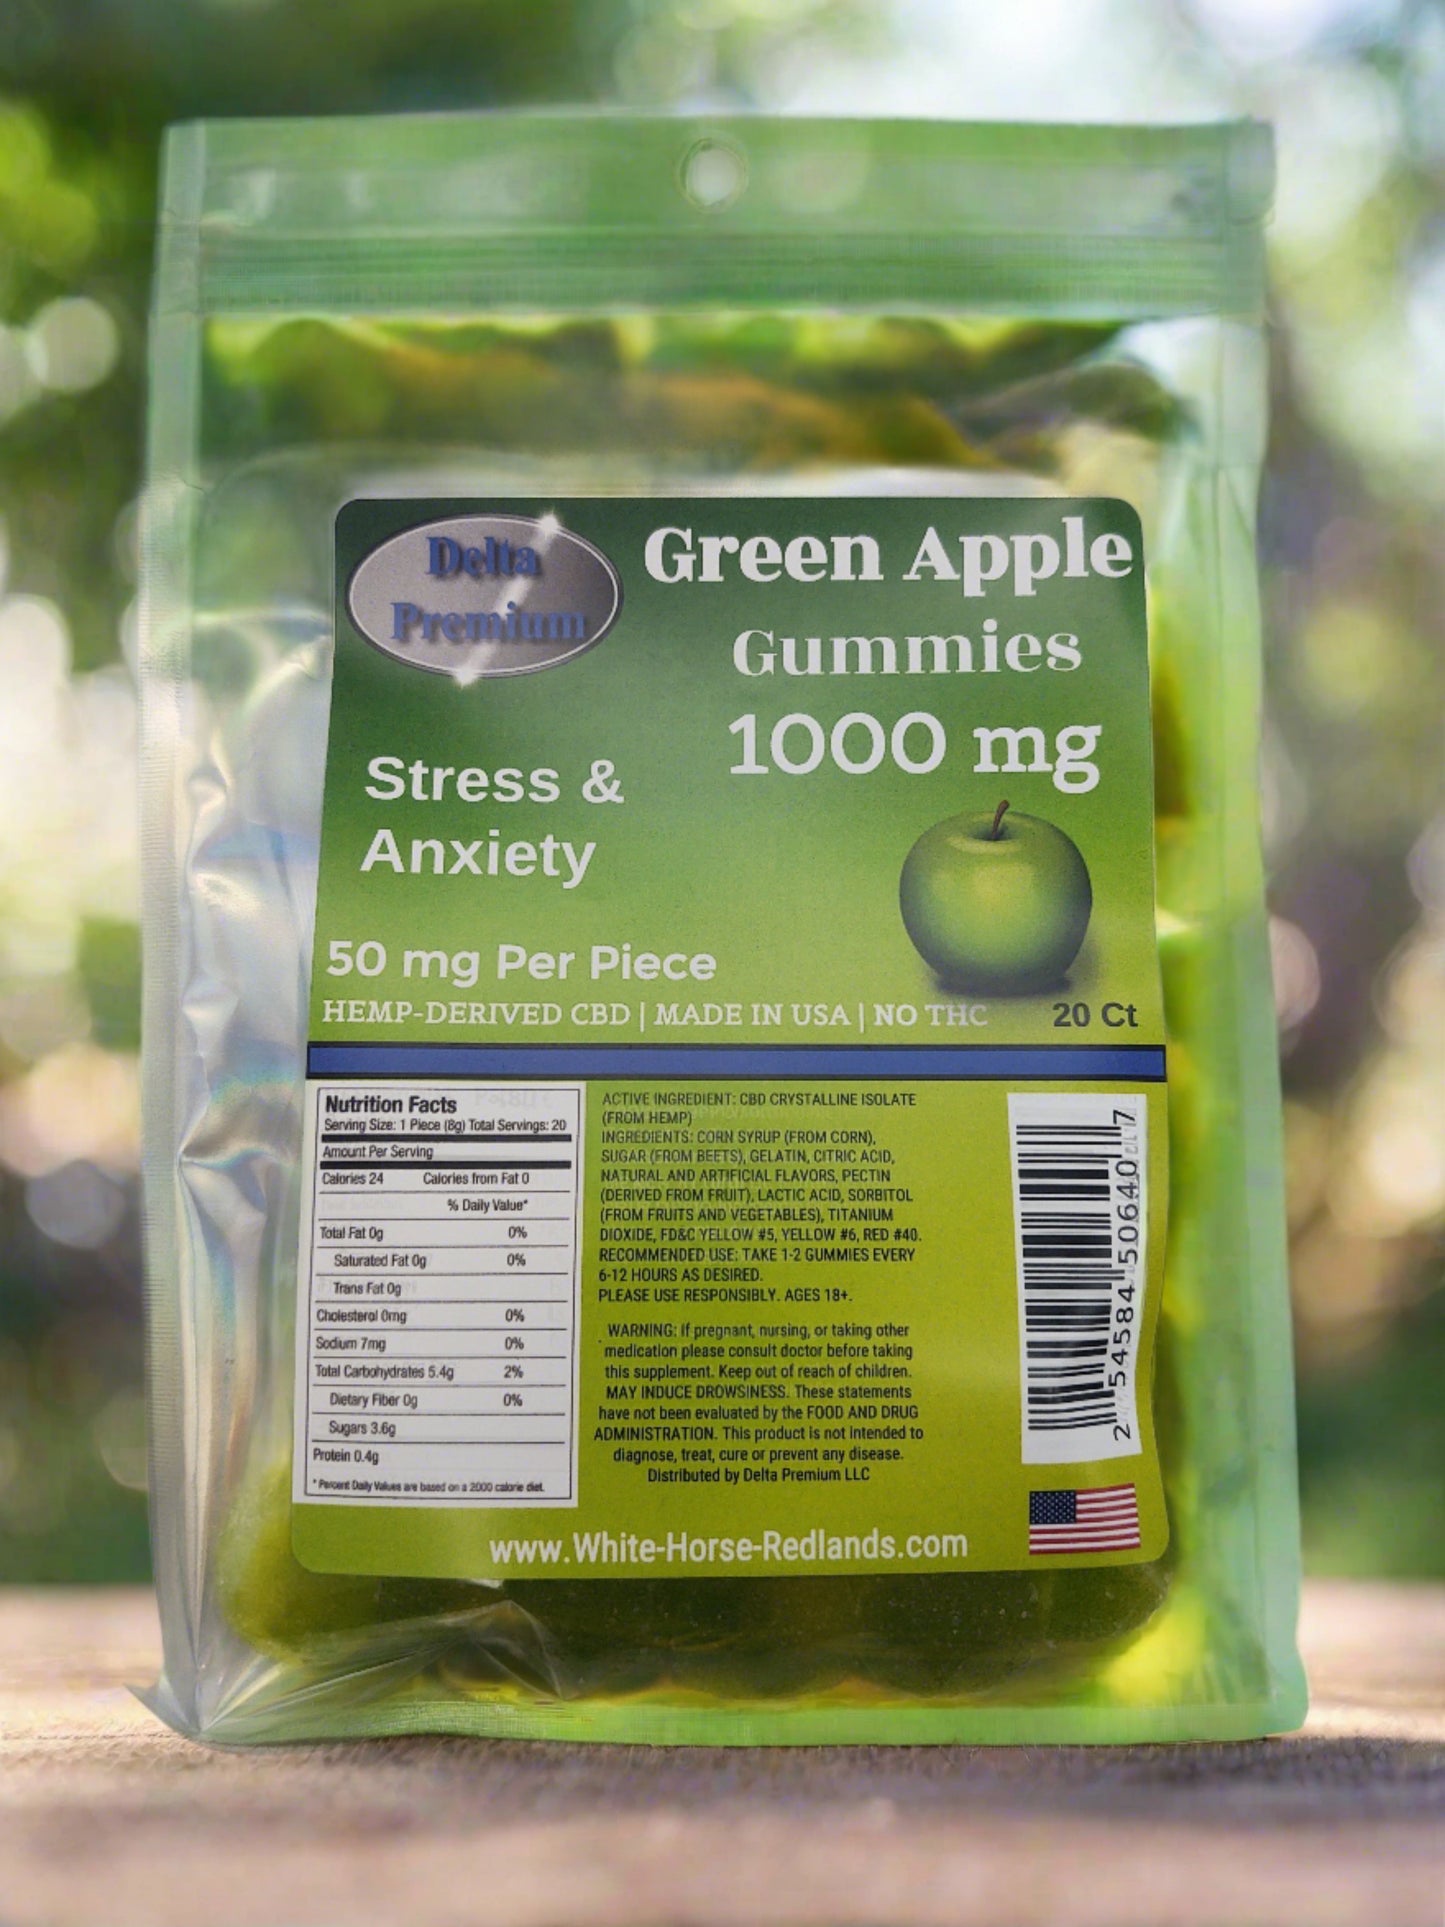 Delta
Premium
Green Apple
Gummies
1000 mg
Stress &
Anxiety
50 mg Per Piece
HEMP-DERIVED CBD | MADE IN USA | NO THC
20 Ct
Nutrition Facts
Serving Size: 1 Piece (8g) Total Servings: 20
Amount Per Serving
Calories 24 Calories from Fat 0
% Daily Value*
Total Fat 0g 0%
Saturated Fat 0g 0%
Trans Fat 0g
Cholesterol 0mg 0%
Sodium 7mg 0%
Total Carbohydrates 5.4g 2%
Dietary Fiber 0g 0%
Sugars 3.6g
Protein 0.4g
* Percent Daily Values are based on a 2000 calorie diet.
ACTIVE INGREDIENT: CBD CRYSTALLINE ISOLATE
(FROM HEMP)
INGREDIENTS: CORN SYRUP (FROM CORN),
SUGAR (FROM BEETS), GELATIN, CITRIC ACID,
NATURAL AND ARTIFICIAL FLAVORS, PECTIN
(DERIVED FROM FRUIT), LACTIC ACID, SORBITOL
(FROM FRUITS AND VEGETABLES), TITANIUM
DIOXIDE, FD&C YELLOW #5, YELLOW #6, RED #40.
RECOMMENDED USE: TAKE 1-2 GUMMIES EVERY
6-12 HOURS AS DESIRED.
PLEASE USE RESPONSIBLY. AGES 18+.
WARNING: If pregnant, nursing, or taking other
medication please consult doctor before taking
this supplement. Keep out of reach of children.
MAY INDUCE DROWSINESS. These statements
have not been evaluated by the FOOD AND DRUG
ADMINISTRATION. This product is not intended to
diagnose, treat, cure or prevent any disease.
Distributed by Delta Premium LLC
2 54584 50640 7
www.White-Horse-Redlands.com